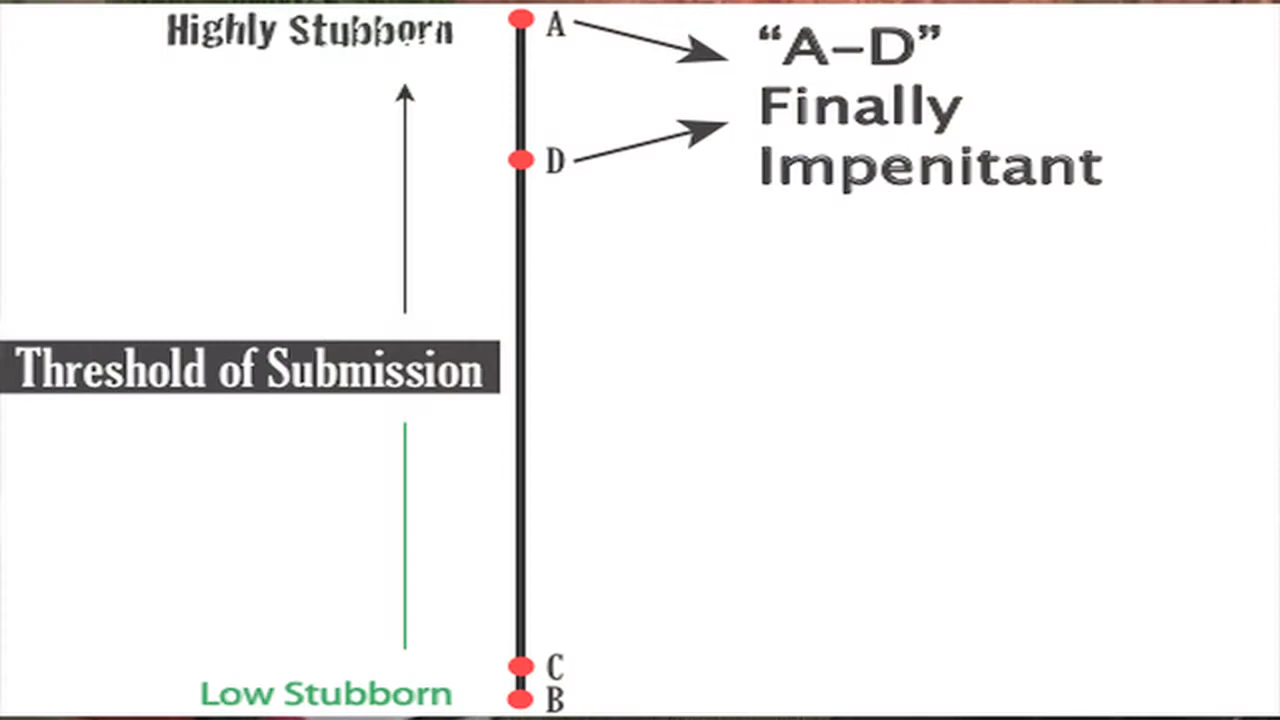 Highly Stubborn
A
"A–D"
Finally
Impenitant
D
Threshold of Submission
C
Low Stubborn
B